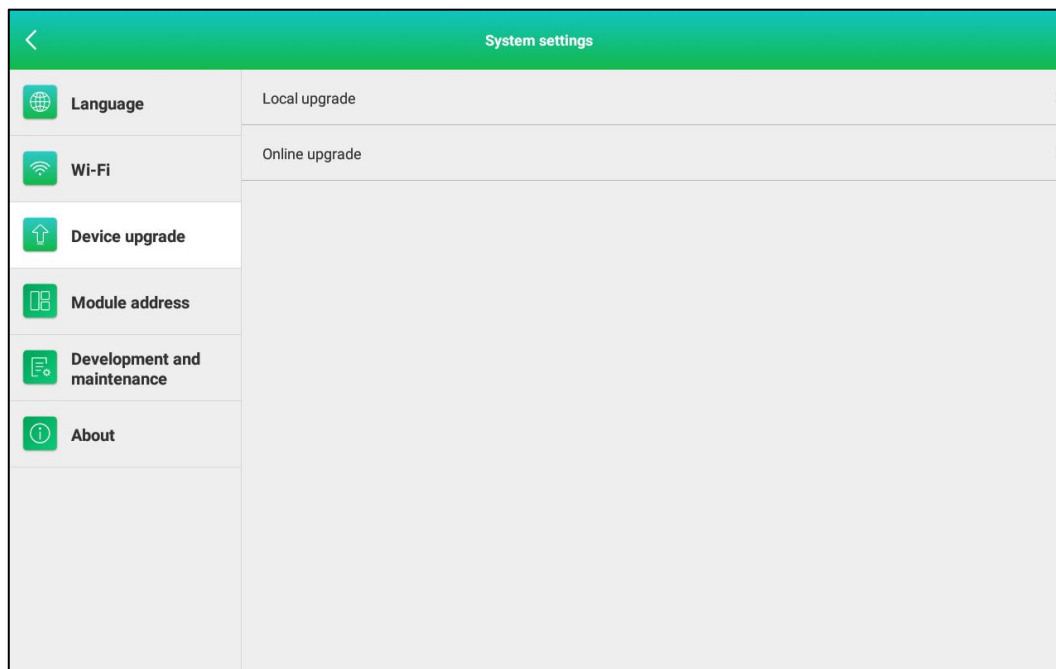 System settings
Language
Local upgrade
Online upgrade
Wi-Fi
Device upgrade
Module address
Development and
maintenance
About